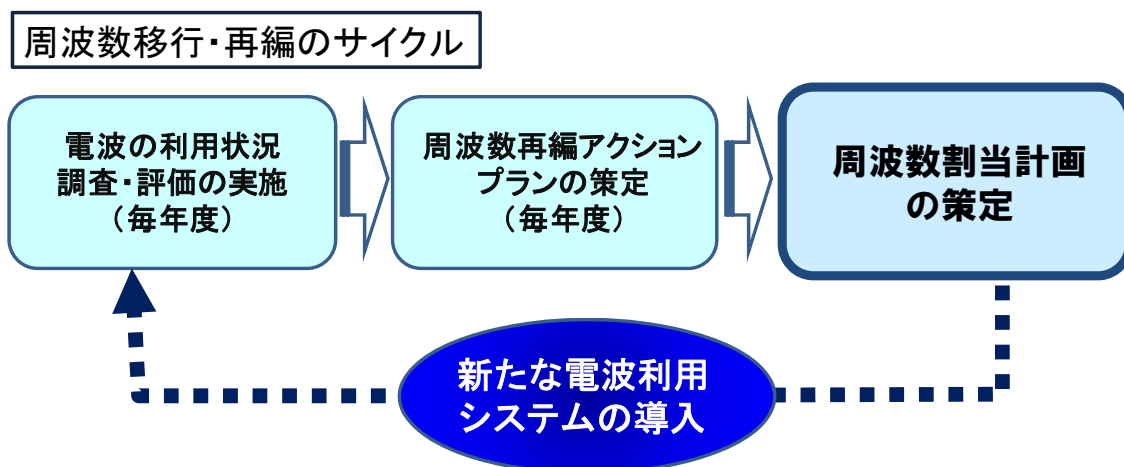 周波数移行・再編のサイクル
電波の利用状況
調査・評価の実施
（毎年度）
周波数再編アクション
プランの策定
（毎年度）
周波数割当計画
の策定
新たな電波利用
システムの導入